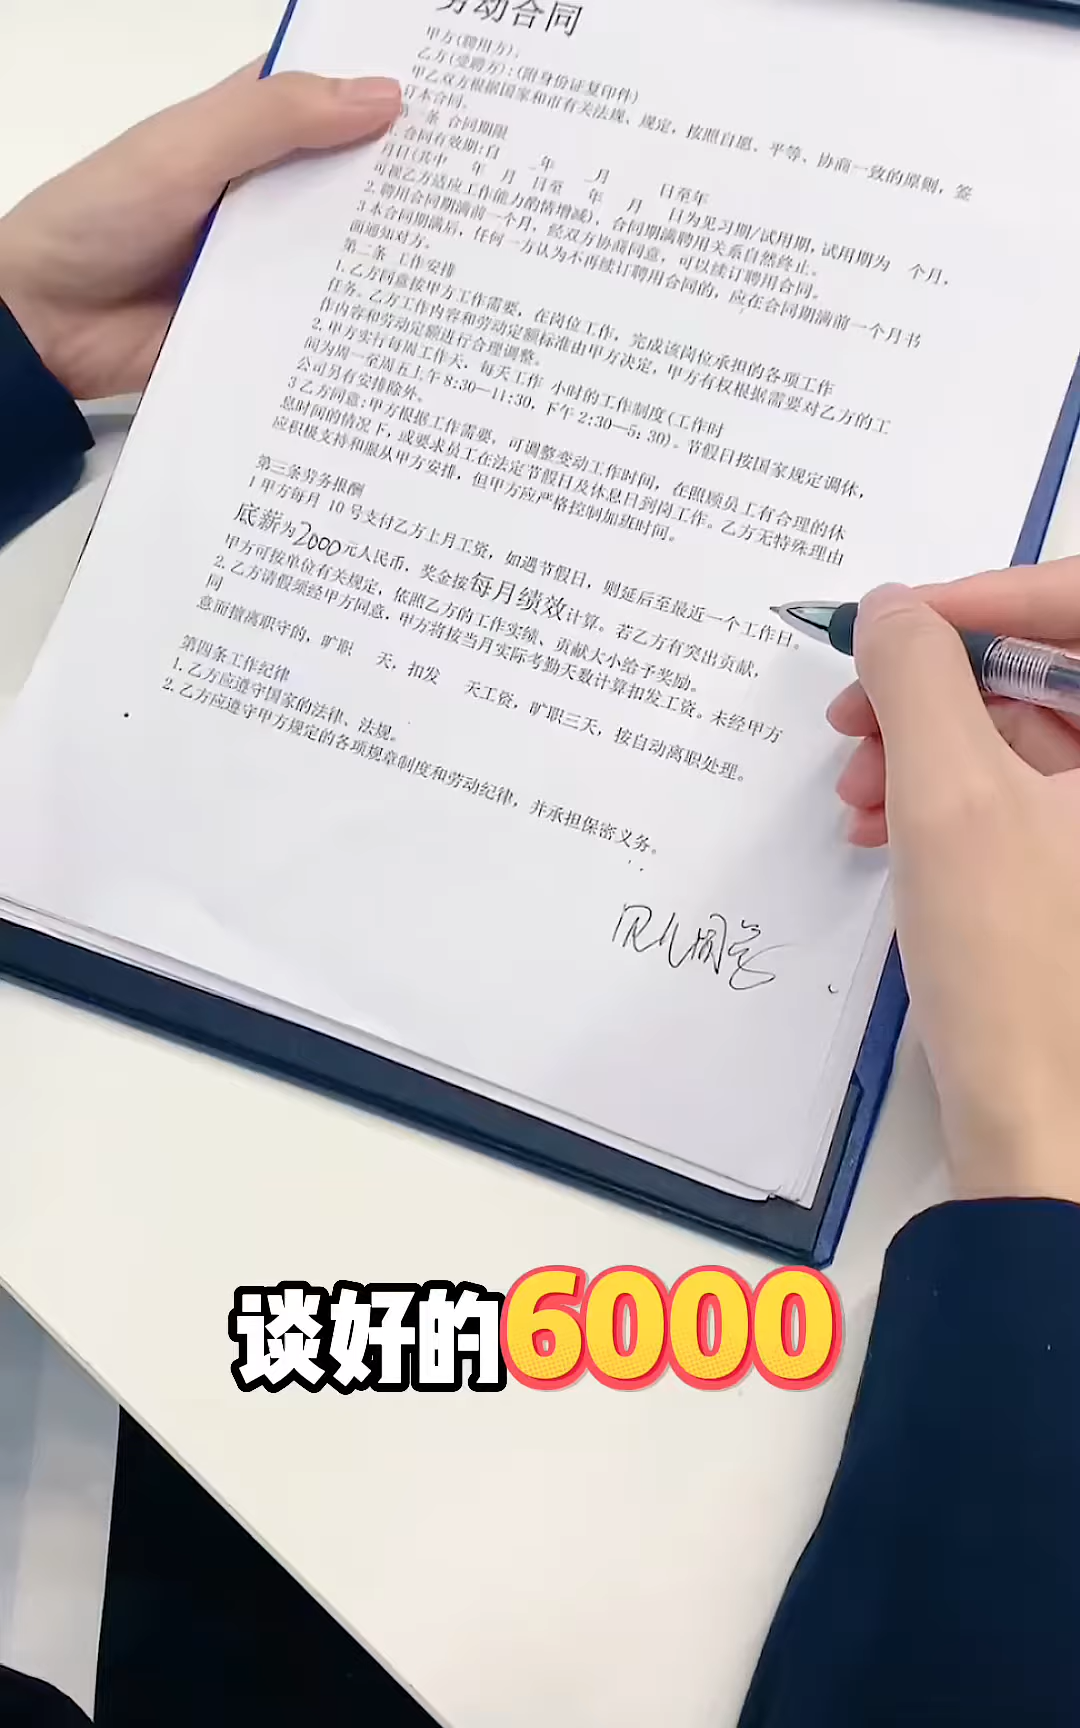 劳动合同
甲方(聘用方)：
乙方(受聘方)：(附身份证复印件)
甲乙双方根据国家和市有关法规、规定，按照自愿、平等、协商一致的原则，签
订本合同。
第一条 合同期限
1. 合同有效期：自 年 月 日至年
月日(其中 年 月 日至 年 月 日为见习期/试用期，试用期为 个月，
可视乙方适应工作能力的情增减)，合同期满聘用关系自然终止。
2. 聘用合同期满前一个月，经双方协商同意，可以续订聘用合同。
3 本合同期满后，任何一方认为不再续订聘用合同的，应在合同期满前一个月书
面通知对方。
第二条 工作安排
1. 乙方同意按甲方工作需要，在岗位工作，完成该岗位承担的各项工作
任务。乙方工作内容和劳动定额标准由甲方决定，甲方有权根据需要对乙方的工
作内容和劳动定额进行合理调整。
2. 甲方实行每周工作天，每天工作 小时的工作制度(工作时
间为周一至周五上午8:30—11:30，下午2:30—5:30)。节假日按国家规定调休，
公司另有安排除外。
3 乙方同意：甲方根据工作需要，可调整变动工作时间，在照顾员工有合理的休
息时间的情况下，或要求员工在法定节假日及休息日到岗工作。乙方无特殊理由
应积极支持和服从甲方安排，但甲方应严格控制加班时间。
第三条劳务报酬
1 甲方每月 10 号支付乙方上月工资，如遇节假日，则延后至最近一个工作日。
底薪为2000元人民币，奖金按每月绩效计算。若乙方有突出贡献，
甲方可按单位有关规定，依照乙方的工作实绩、贡献大小给予奖励。
2. 乙方请假须经甲方同意，甲方将按当月实际考勤天数计算扣发工资。未经甲方
同
意而擅离职守的，旷职 天，扣发 天工资，旷职三天，按自动离职处理。
第四条工作纪律
1. 乙方应遵守国家的法律、法规。
2. 乙方应遵守甲方规定的各项规章制度和劳动纪律，并承担保密义务。
谈好的6000